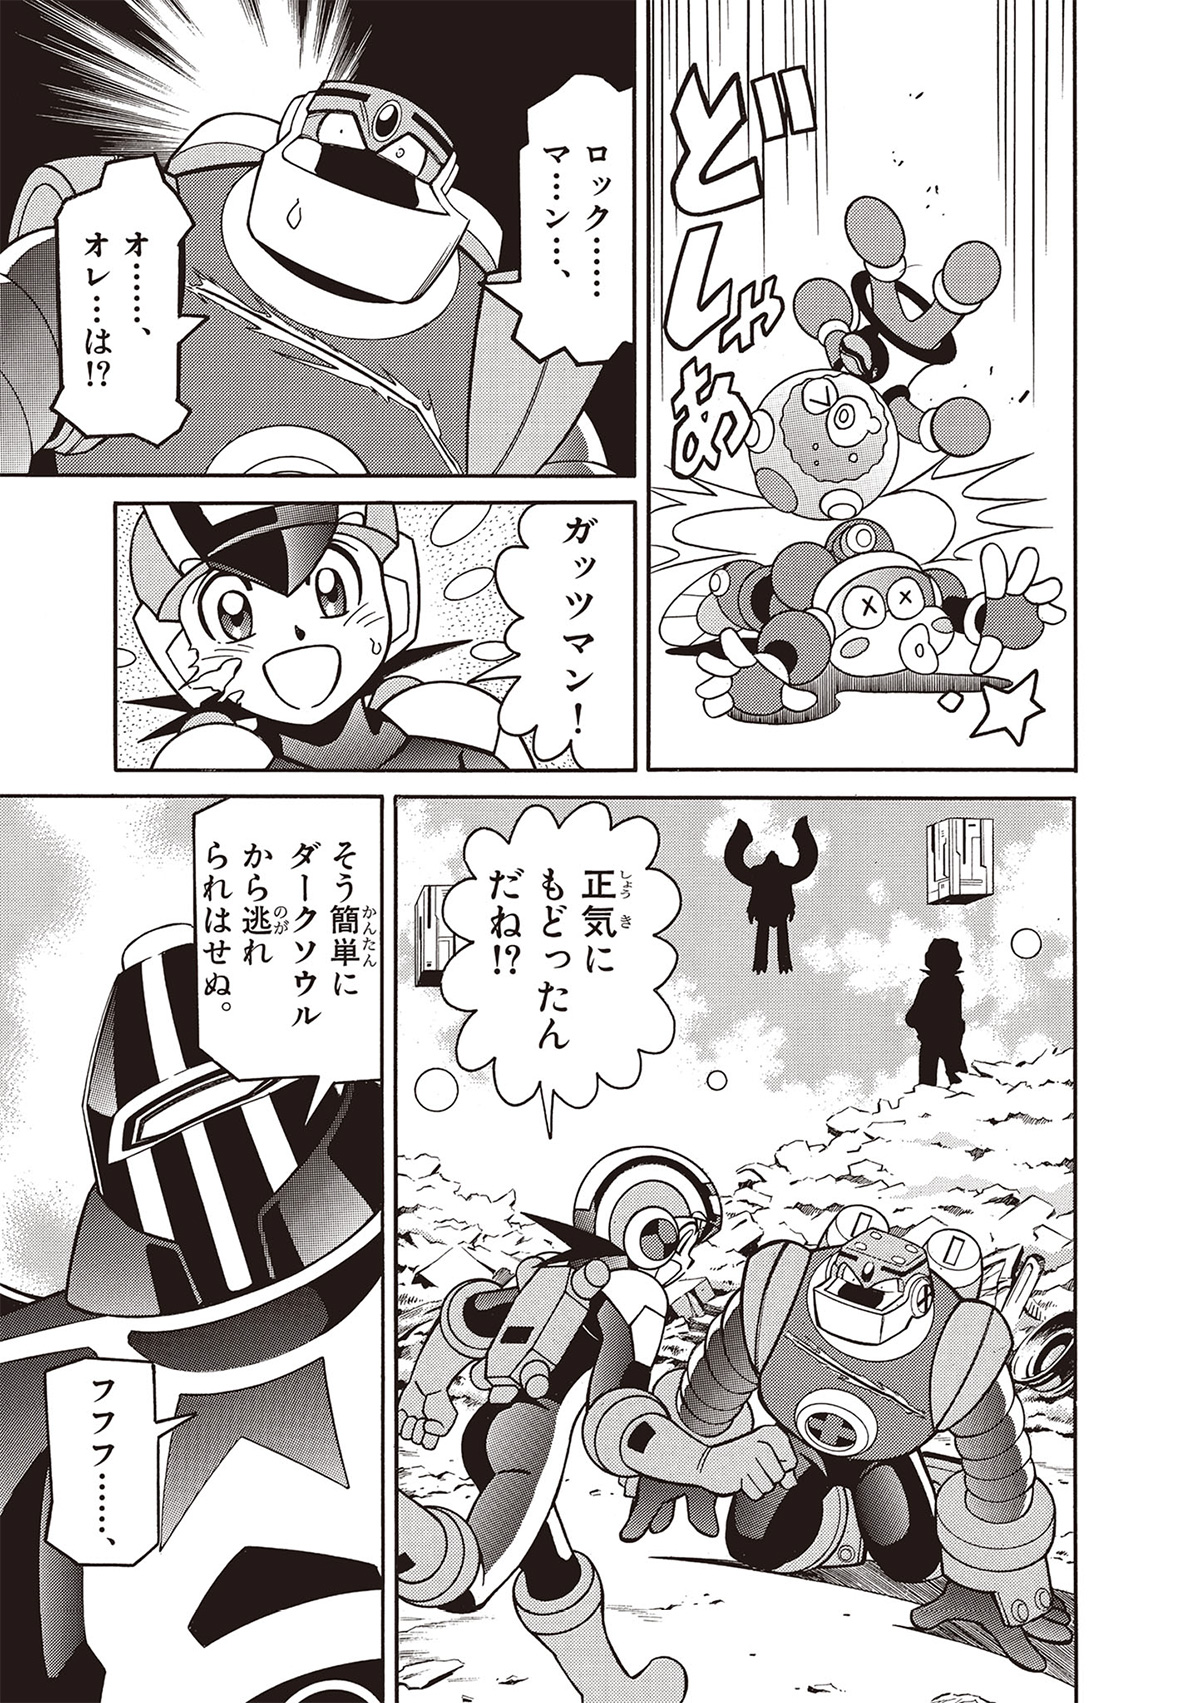 どしゃあ
ロック……
マ…ン…、
オ……、
オレ…は!?
ガッツマン！
正気に
もどったん
だね!?
そう簡単に
ダークソウル
から逃れ
られはせぬ。
フフフ……、